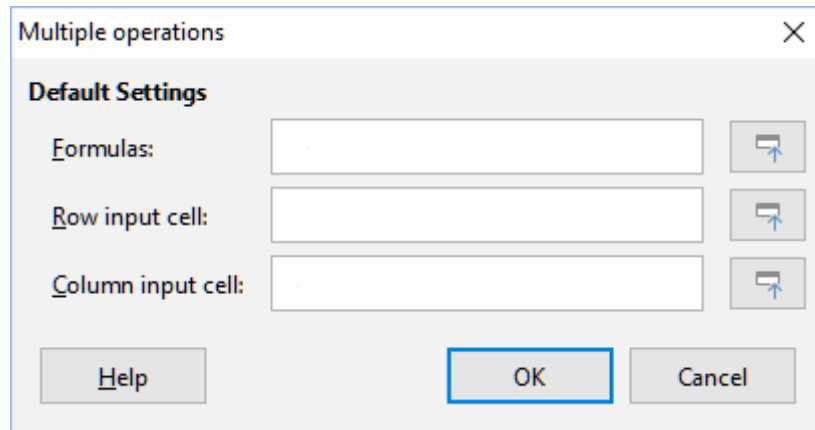 Multiple operations
Default Settings
Formulas:
Row input cell:
Column input cell:
Help OK Cancel